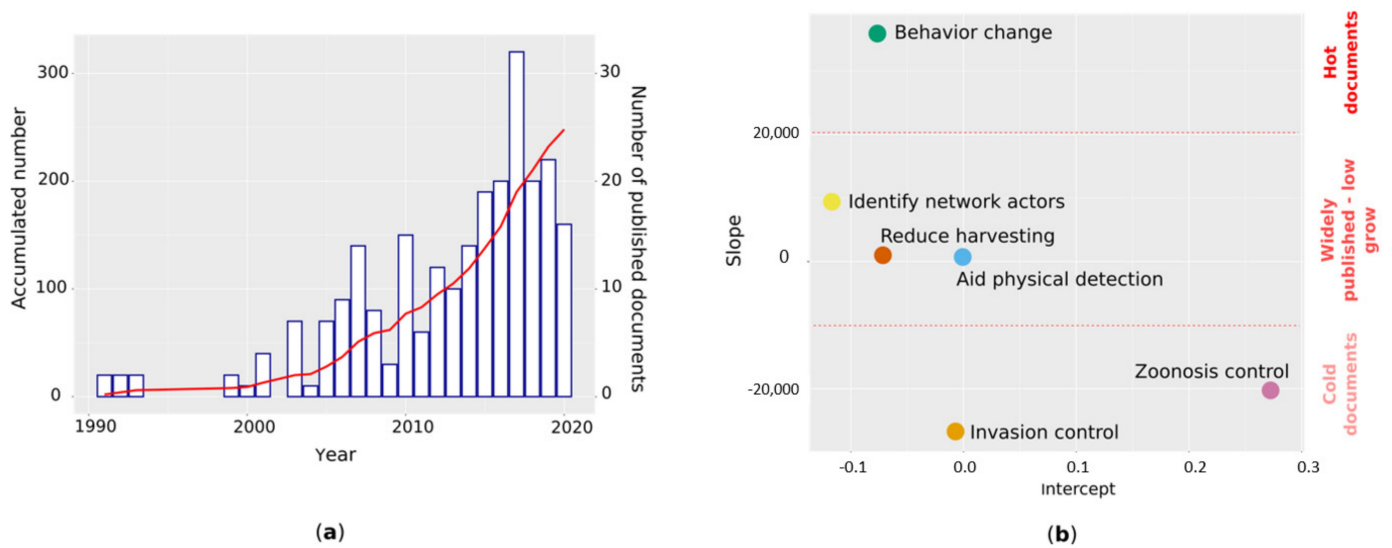 300
200
100
0
Accumulated number
30
20
10
0
Number of published documents
1990
2000
2010
2020
Year
(a)
20,000
0
-20,000
Slope
Behavior change
Identify network actors
Reduce harvesting
Aid physical detection
Zoonosis control
Invasion control
-0.1
0.0
0.1
0.2
0.3
Intercept
Hot
documents
Widely
published - low
grow
Cold
documents
(b)